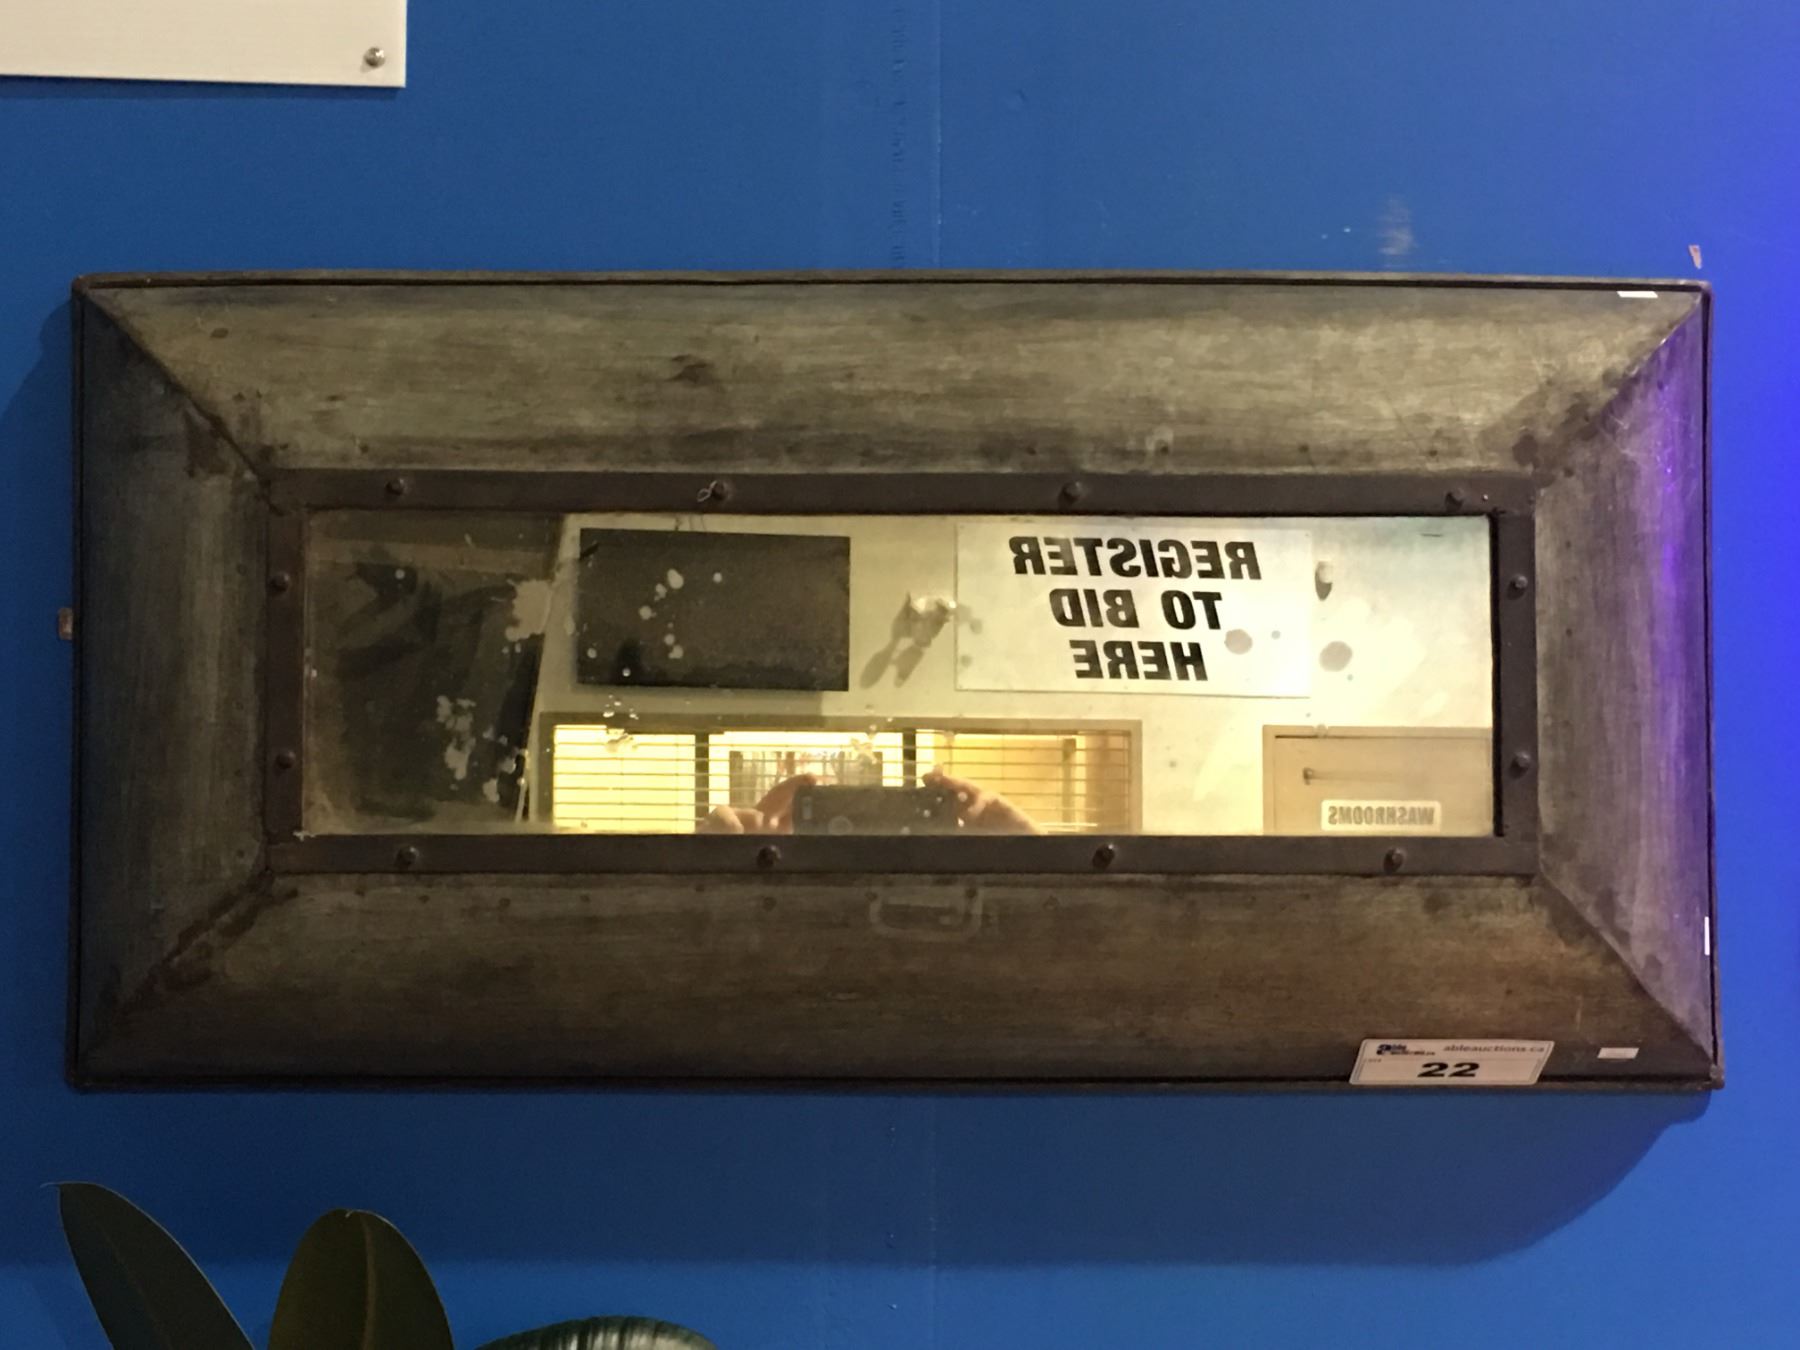 REGISTER
TO BID
HERE
WASHROOMS
ableauctions.ca
22